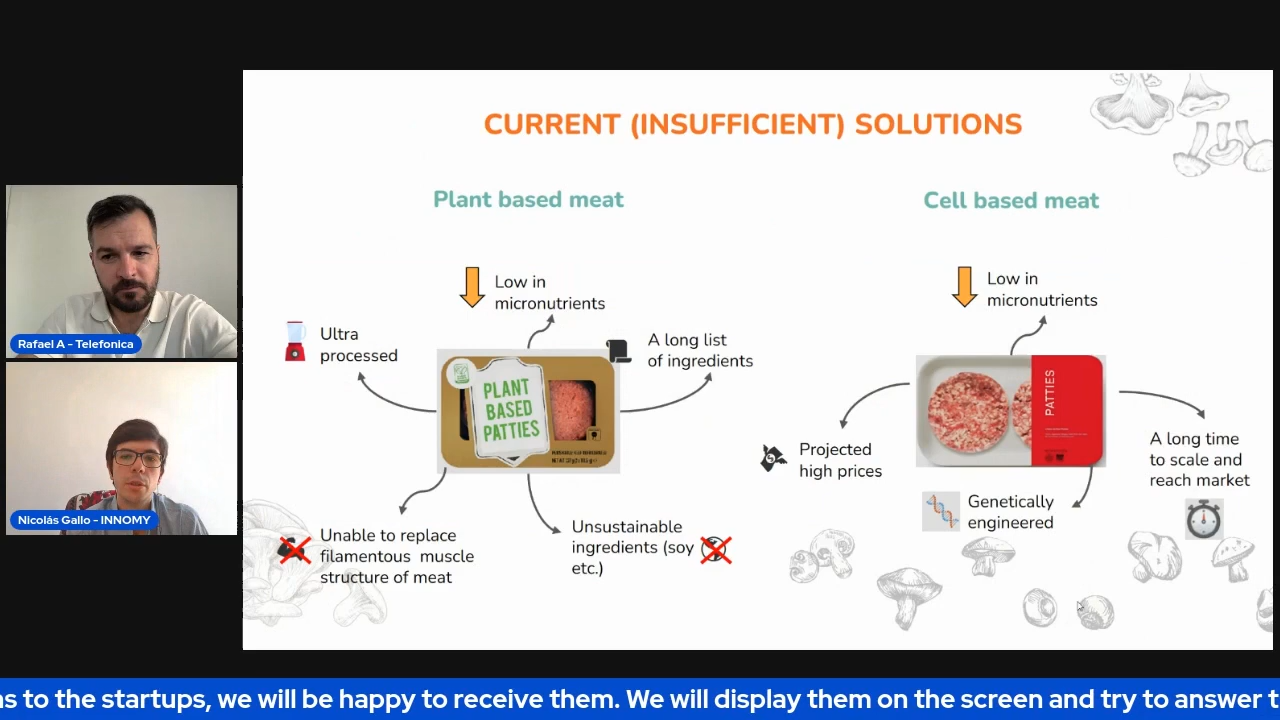 CURRENT (INSUFFICIENT) SOLUTIONS
Plant based meat
Cell based meat
Low in
micronutrients
Ultra
processed
A long list
of ingredients
PLANT
BASED
PATTIES
Unable to replace
filamentous muscle
structure of meat
Unsustainable
ingredients (soy
etc.)
Low in
micronutrients
PATTIES
Projected
high prices
Genetically
engineered
A long time
to scale and
reach market
Rafael A - Telefonica
Nicolás Gallo - INNOMY
ns to the startups, we will be happy to receive them. We will display them on the screen and try to answer t